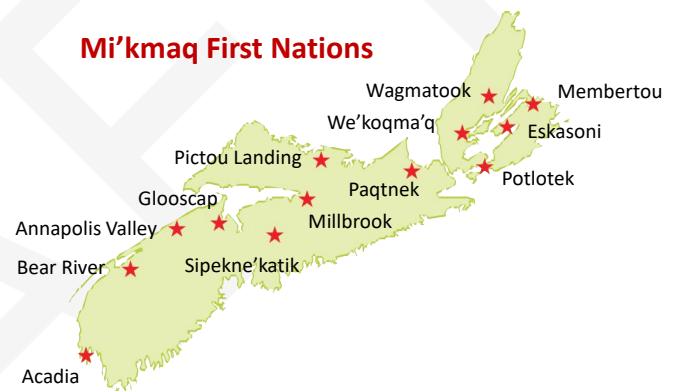 Mi’kmaq First Nations
Wagmatook
Membertou
We’koqma’q
Eskasoni
Pictou Landing
Paqtnek
Potlotek
Glooscap
Millbrook
Annapolis Valley
Bear River
Sipekne’katik
Acadia